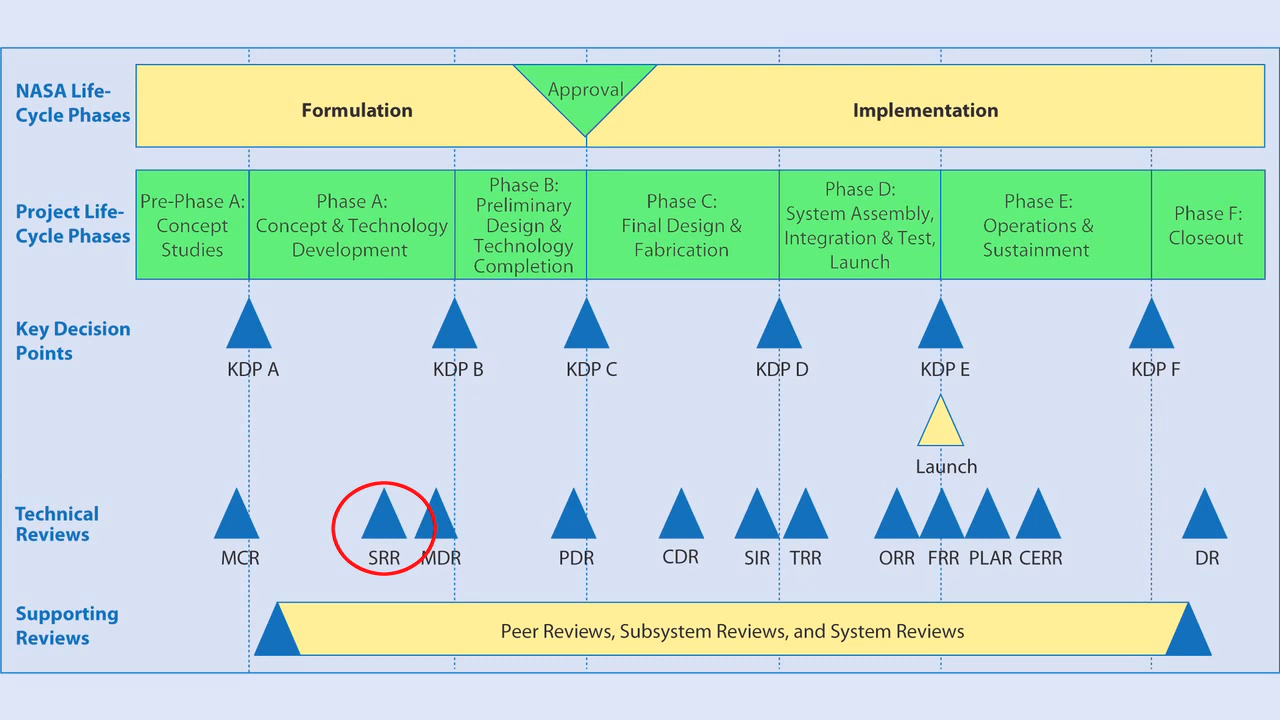 NASA Life-
Cycle Phases
Formulation
Approval
Implementation
Project Life-
Cycle Phases
Pre-Phase A:
Concept
Studies
Phase A:
Concept & Technology
Development
Phase B:
Preliminary
Design &
Technology
Completion
Phase C:
Final Design &
Fabrication
Phase D:
System Assembly,
Integration & Test,
Launch
Phase E:
Operations &
Sustainment
Phase F:
Closeout
Key Decision
Points
KDP A
KDP B
KDP C
KDP D
KDP E
KDP F
Launch
Technical
Reviews
MCR
SRR
MDR
PDR
CDR
SIR
TRR
ORR
FRR
PLAR
CERR
DR
Supporting
Reviews
Peer Reviews, Subsystem Reviews, and System Reviews